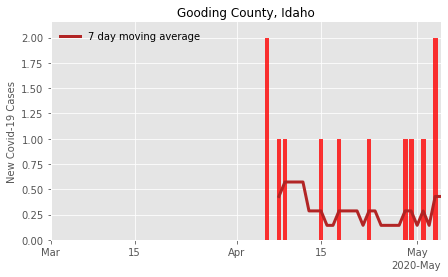 Gooding County, Idaho
7 day moving average
New Covid-19 Cases
2.00
1.75
1.50
1.25
1.00
0.75
0.50
0.25
0.00
Mar 15 Apr 15 May
2020-May